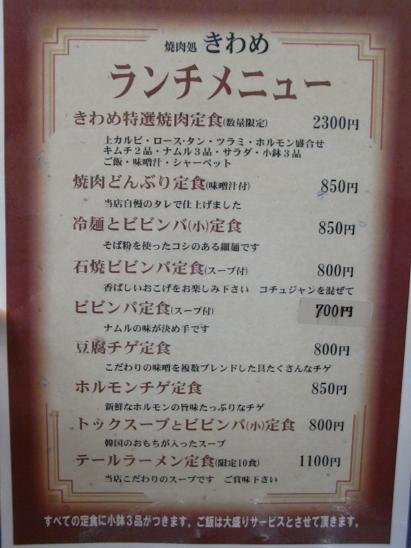 焼肉処 きわめ
ランチメニュー
きわめ特選焼肉定食(数量限定) 2300円
上カルビ・ロース・タン・ツラミ・ホルモン盛合せ
キムチ2品・ナムル3品・サラダ・小鉢3品
ご飯・味噌汁・シャーベット
焼肉どんぶり定食(味噌汁付) 850円
当店自慢のタレで仕上げました
冷麺とビビンバ(小)定食 850円
そば粉を使ったコシのある細麺です
石焼ビビンバ定食(スープ付) 800円
香ばしいおこげをお楽しみ下さい コチュジャンを混ぜて
ビビンバ定食(スープ付) 700円
ナムルの味が決め手です
豆腐チゲ定食 800円
こだわりの味噌を複数ブレンドした具たくさんなチゲ
ホルモンチゲ定食 850円
新鮮なホルモンの旨味たっぷりなチゲ
トックスープとビビンバ(小)定食 800円
韓国のおもちが入ったスープ
テールラーメン定食(限定10食) 1100円
当店こだわりのスープです ご賞味下さい
すべての定食に小鉢3品がつきます。ご飯は大盛りサービスとさせて頂きます。